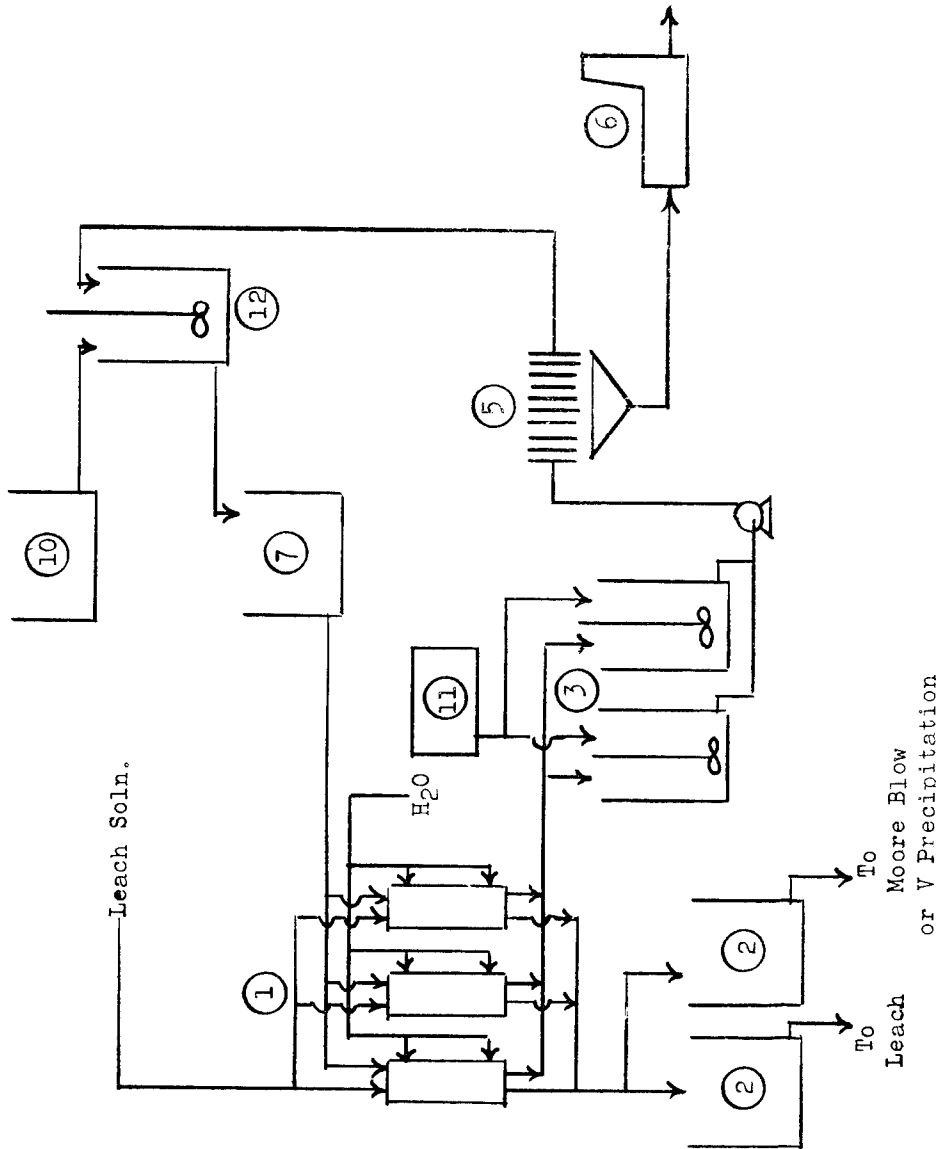 Leach Soln.
1
H2O
10
7
12
11
3
5
6
2
2
To
Leach
To
Moore Blow
or V Precipitation